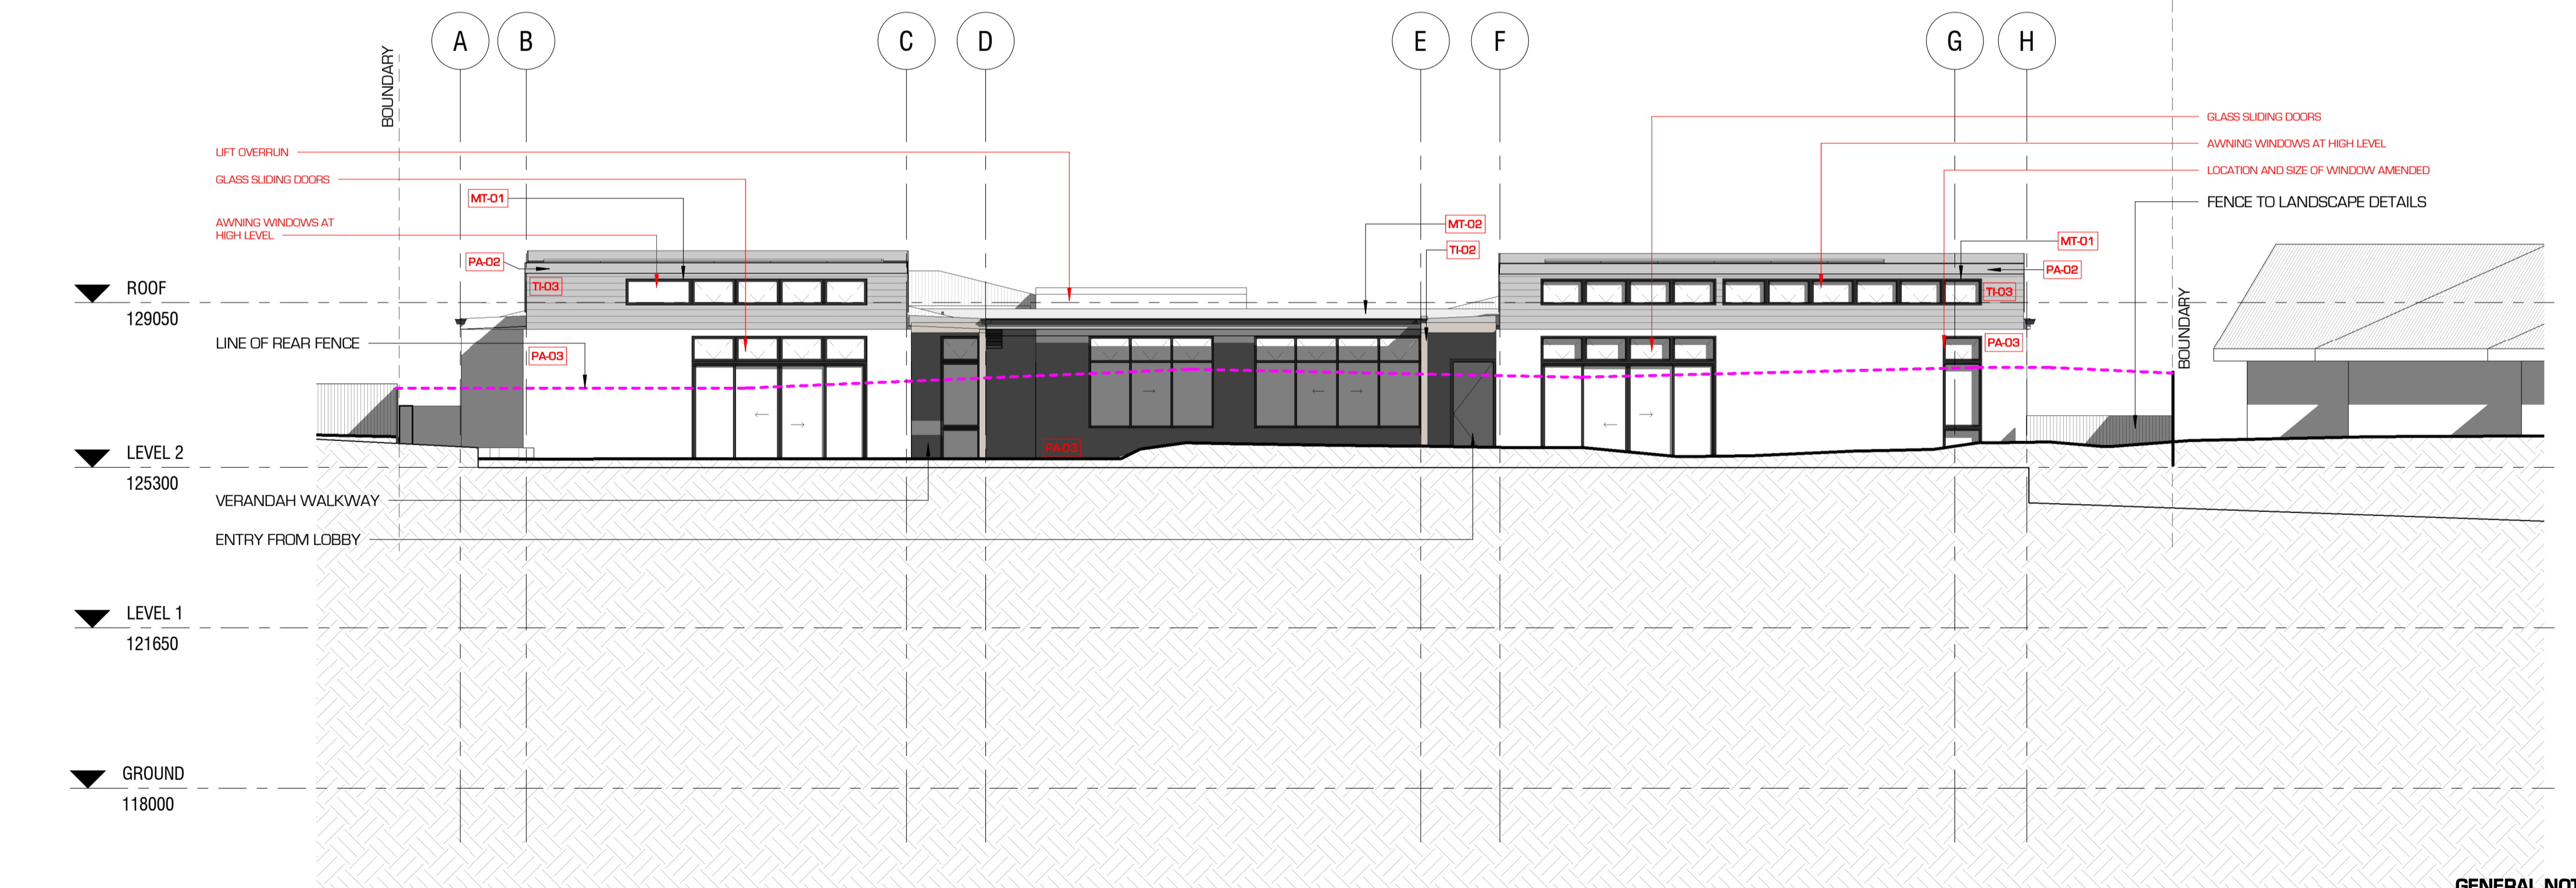 A
B
C
D
E
F
G
H
BOUNDARY
LIFT OVERRUN
GLASS SLIDING DOORS
MT-01
AWNING WINDOWS AT
HIGH LEVEL
PA-02
TI-03
ROOF
129050
LINE OF REAR FENCE
PA-03
LEVEL 2
125300
VERANDAH WALKWAY
ENTRY FROM LOBBY
LEVEL 1
121650
GROUND
118000
PA-03
MT-02
TI-02
GLASS SLIDING DOORS
AWNING WINDOWS AT HIGH LEVEL
LOCATION AND SIZE OF WINDOW AMENDED
FENCE TO LANDSCAPE DETAILS
MT-01
PA-02
TI-03
PA-03
BOUNDARY